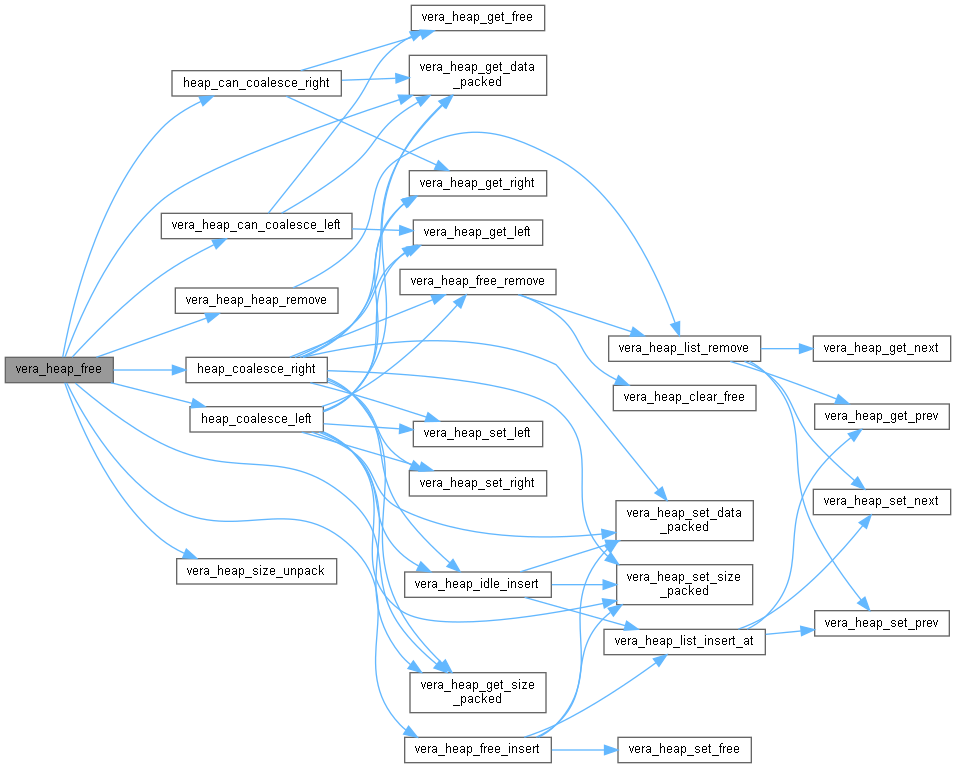 vera_heap_get_free
vera_heap_get_data
_packed
heap_can_coalesce_right
vera_heap_get_right
vera_heap_can_coalesce_left
vera_heap_get_left
vera_heap_free_remove
vera_heap_heap_remove
vera_heap_list_remove
vera_heap_get_next
vera_heap_free
heap_coalesce_right
vera_heap_clear_free
vera_heap_get_prev
heap_coalesce_left
vera_heap_set_left
vera_heap_set_right
vera_heap_set_next
vera_heap_set_data
_packed
vera_heap_size_unpack
vera_heap_idle_insert
vera_heap_set_size
_packed
vera_heap_set_prev
vera_heap_list_insert_at
vera_heap_get_size
_packed
vera_heap_free_insert
vera_heap_set_free